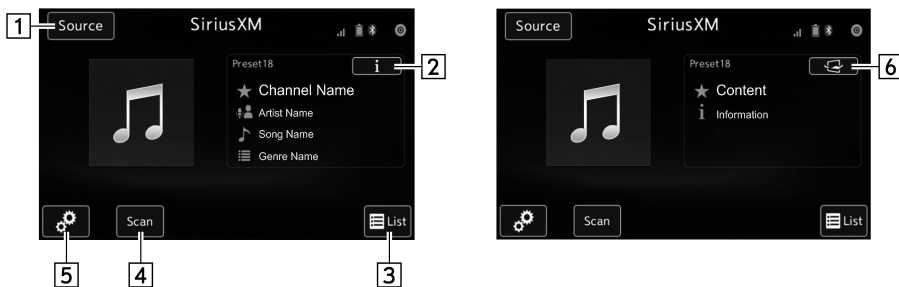 1
Source
SiriusXM
Preset18
i
2
Channel Name
Artist Name
Song Name
Genre Name
Scan
List
5
4
3
Source
SiriusXM
Preset18
6
Content
i Information
Scan
List